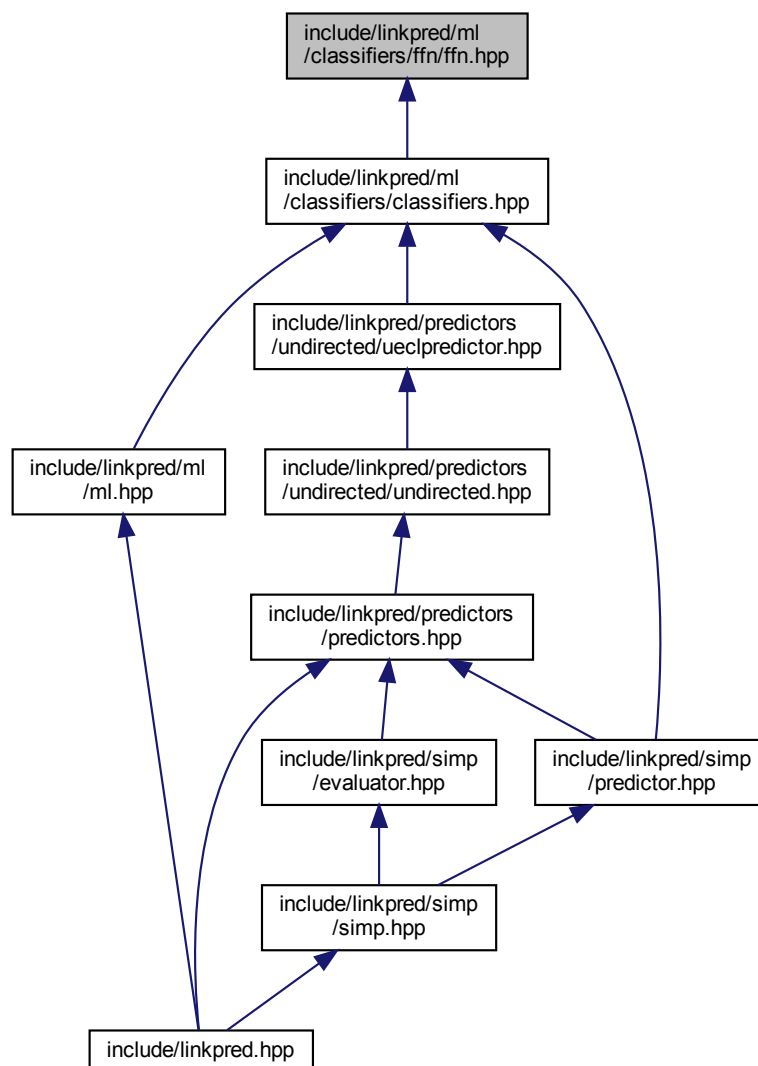 include/linkpred/ml
/classifiers/ffn/ffn.hpp
include/linkpred/ml
/classifiers/classifiers.hpp
include/linkpred/predictors
/undirected/ueclpredictor.hpp
include/linkpred/ml
/ml.hpp
include/linkpred/predictors
/undirected/undirected.hpp
include/linkpred/predictors
/predictors.hpp
include/linkpred/simp
/evaluator.hpp
include/linkpred/simp
/predictor.hpp
include/linkpred/simp
/simp.hpp
include/linkpred.hpp